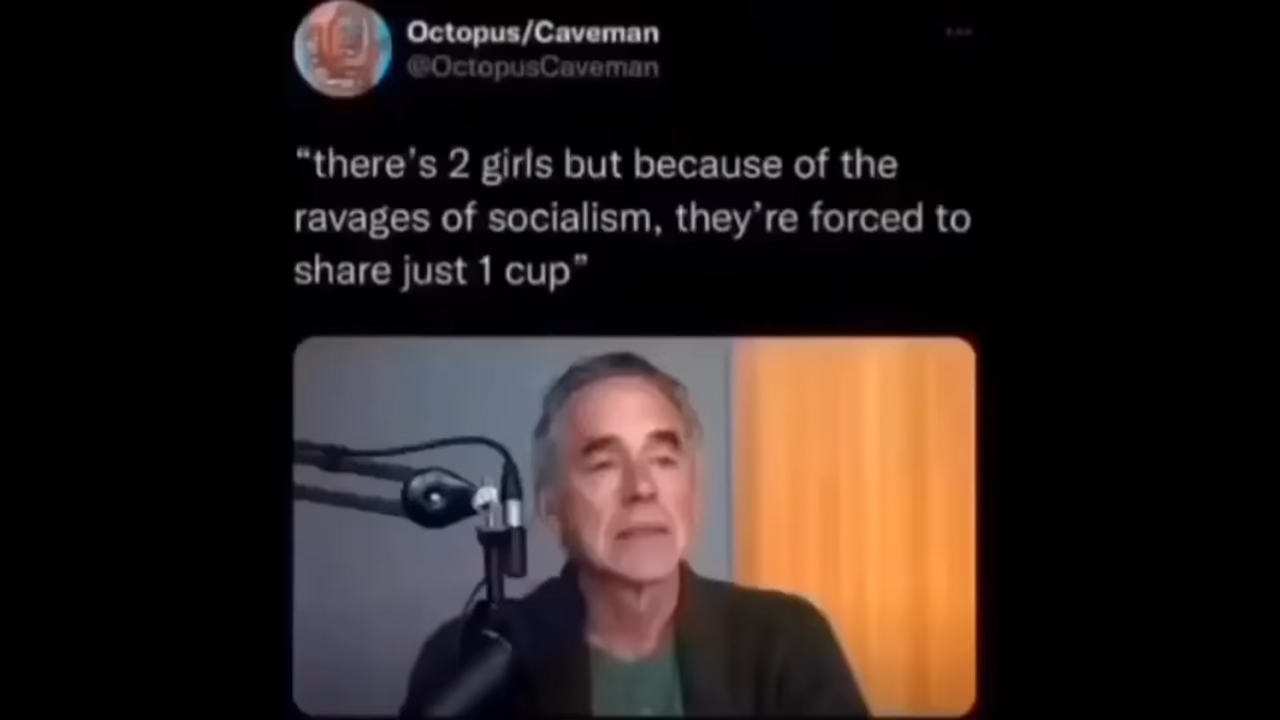 Octopus/Caveman
@OctopusCaveman
“there’s 2 girls but because of the
ravages of socialism, they’re forced to
share just 1 cup”